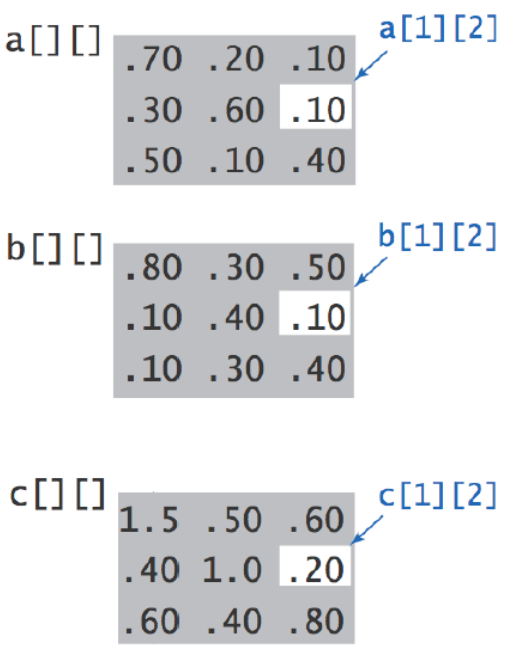 a[][]
a[1][2]
.70 .20 .10
.30 .60 .10
.50 .10 .40
b[][]
b[1][2]
.80 .30 .50
.10 .40 .10
.10 .30 .40
c[][]
c[1][2]
1.5 .50 .60
.40 1.0 .20
.60 .40 .80